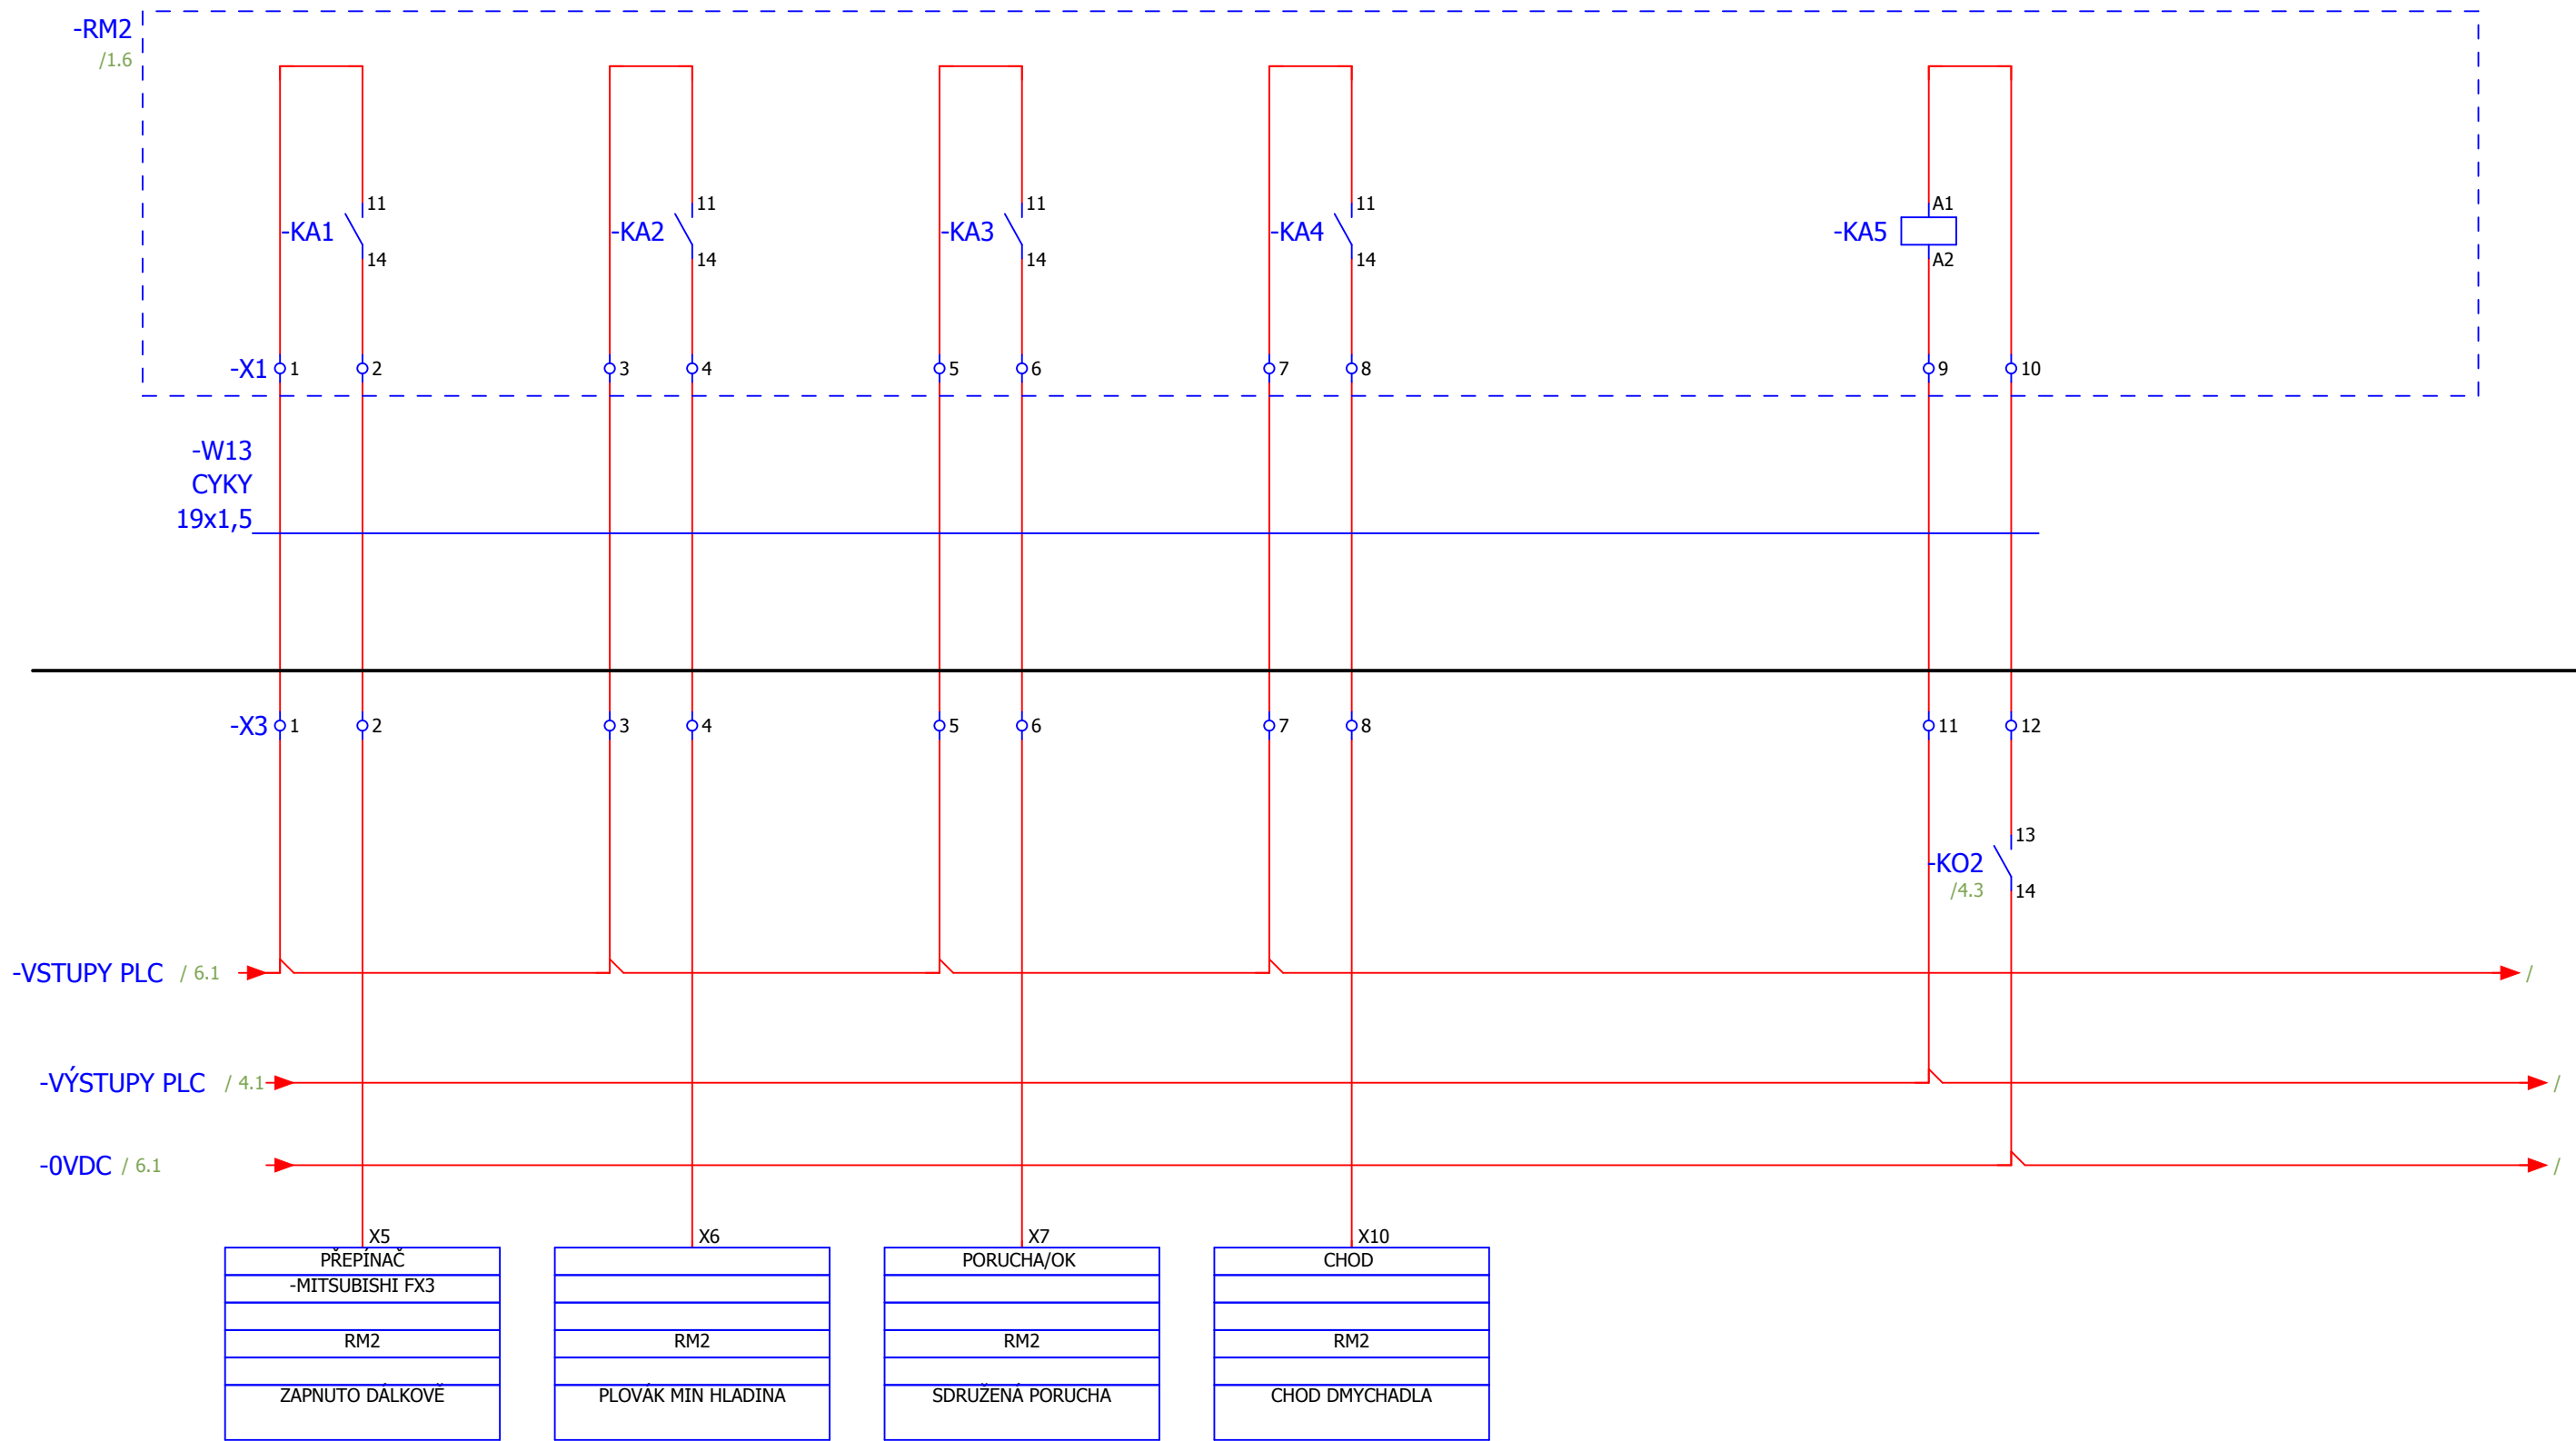 -RM2
/1.6
11 11 11 11 A1
-KA1 -KA2 -KA3 -KA4 -KA5
14 14 14 14 A2
-X1 1 2 3 4 5 6 7 8 9 10
-W13
CYKY
19x1,5
-X3 1 2 3 4 5 6 7 8 11 12
13
-KO2
/4.3 14
-VSTUPY PLC / 6.1 /
-VÝSTUPY PLC / 4.1 /
-0VDC / 6.1 /
X5 X6 X7 X10
PŘEPÍNAČ PORUCHA/OK CHOD
-MITSUBISHI FX3
RM2 RM2 RM2 RM2
ZAPNUTO DÁLKOVĚ PLOVÁK MIN HLADINA SDRUŽENÁ PORUCHA CHOD DMYCHADLA